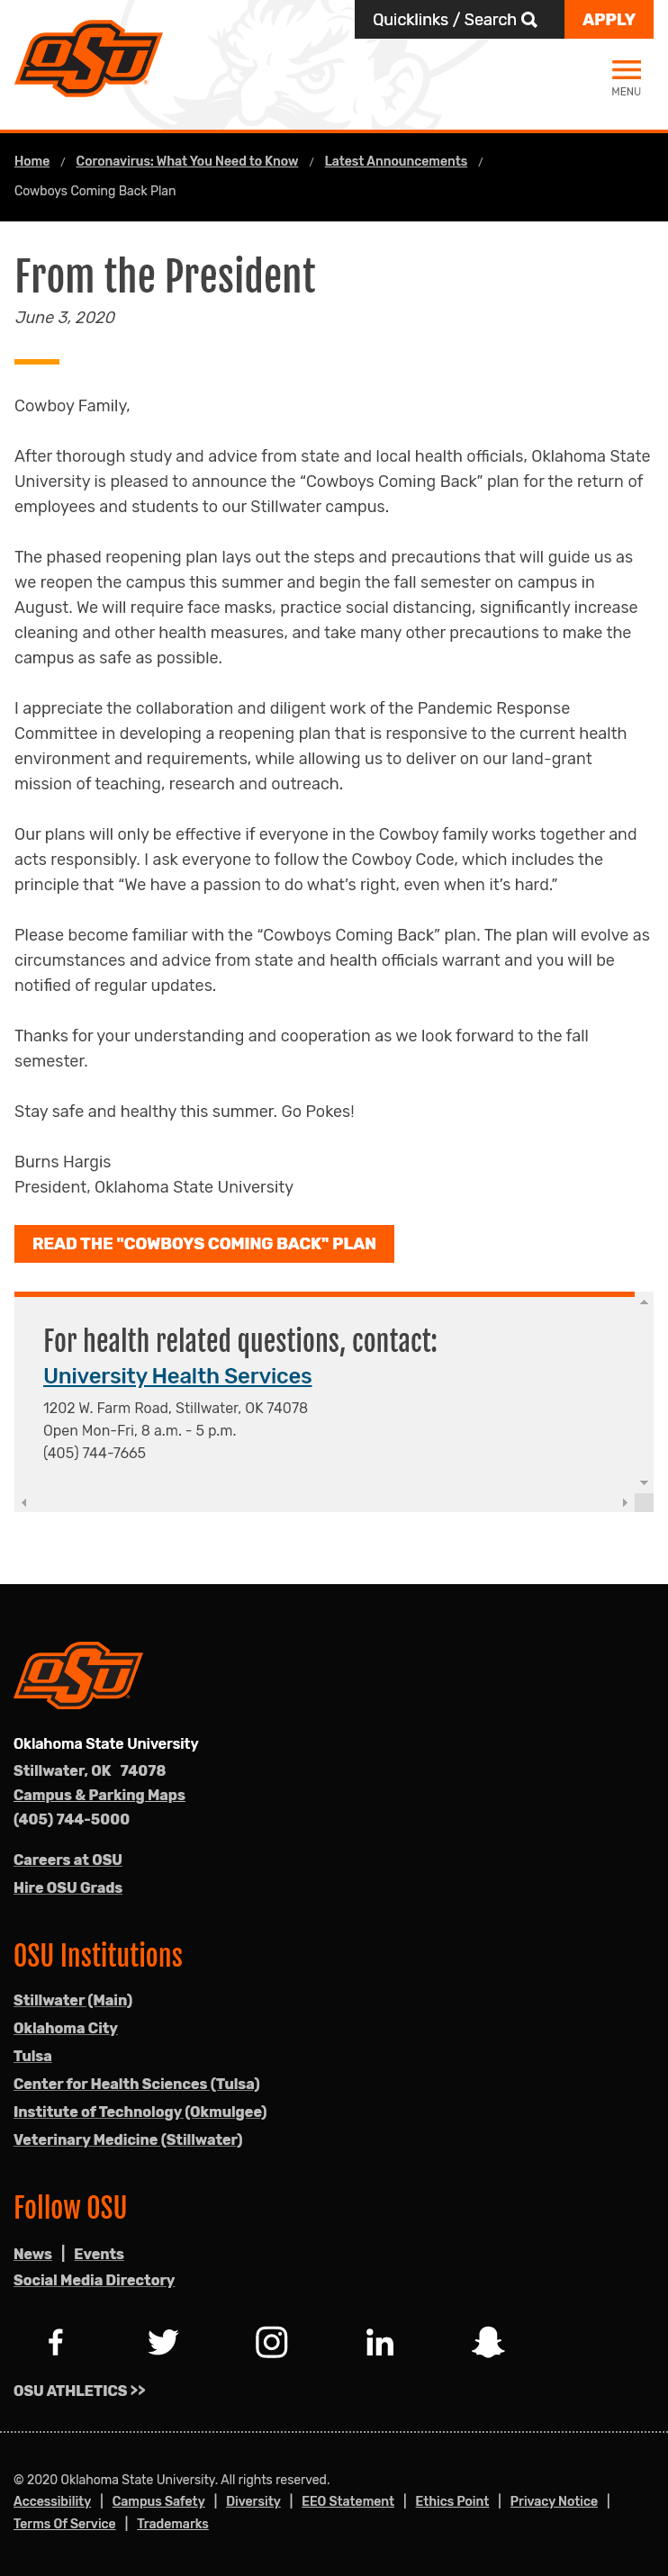 Quicklinks / Search APPLY
OSU
MENU
Home / Coronavirus: What You Need to Know / Latest Announcements /
Cowboys Coming Back Plan
From the President
June 3, 2020
Cowboy Family,
After thorough study and advice from state and local health officials, Oklahoma State
University is pleased to announce the “Cowboys Coming Back” plan for the return of
employees and students to our Stillwater campus.
The phased reopening plan lays out the steps and precautions that will guide us as
we reopen the campus this summer and begin the fall semester on campus in
August. We will require face masks, practice social distancing, significantly increase
cleaning and other health measures, and take many other precautions to make the
campus as safe as possible.
I appreciate the collaboration and diligent work of the Pandemic Response
Committee in developing a reopening plan that is responsive to the current health
environment and requirements, while allowing us to deliver on our land-grant
mission of teaching, research and outreach.
Our plans will only be effective if everyone in the Cowboy family works together and
acts responsibly. I ask everyone to follow the Cowboy Code, which includes the
principle that “We have a passion to do what’s right, even when it’s hard.”
Please become familiar with the “Cowboys Coming Back” plan. The plan will evolve as
circumstances and advice from state and health officials warrant and you will be
notified of regular updates.
Thanks for your understanding and cooperation as we look forward to the fall
semester.
Stay safe and healthy this summer. Go Pokes!
Burns Hargis
President, Oklahoma State University
READ THE "COWBOYS COMING BACK" PLAN
For health related questions, contact:
University Health Services
1202 W. Farm Road, Stillwater, OK 74078
Open Mon-Fri, 8 a.m. - 5 p.m.
(405) 744-7665
OSU
Oklahoma State University
Stillwater, OK 74078
Campus & Parking Maps
(405) 744-5000
Careers at OSU
Hire OSU Grads
OSU Institutions
Stillwater (Main)
Oklahoma City
Tulsa
Center for Health Sciences (Tulsa)
Institute of Technology (Okmulgee)
Veterinary Medicine (Stillwater)
Follow OSU
News | Events
Social Media Directory
OSU ATHLETICS >>
© 2020 Oklahoma State University. All rights reserved.
Accessibility | Campus Safety | Diversity | EEO Statement | Ethics Point | Privacy Notice |
Terms Of Service | Trademarks